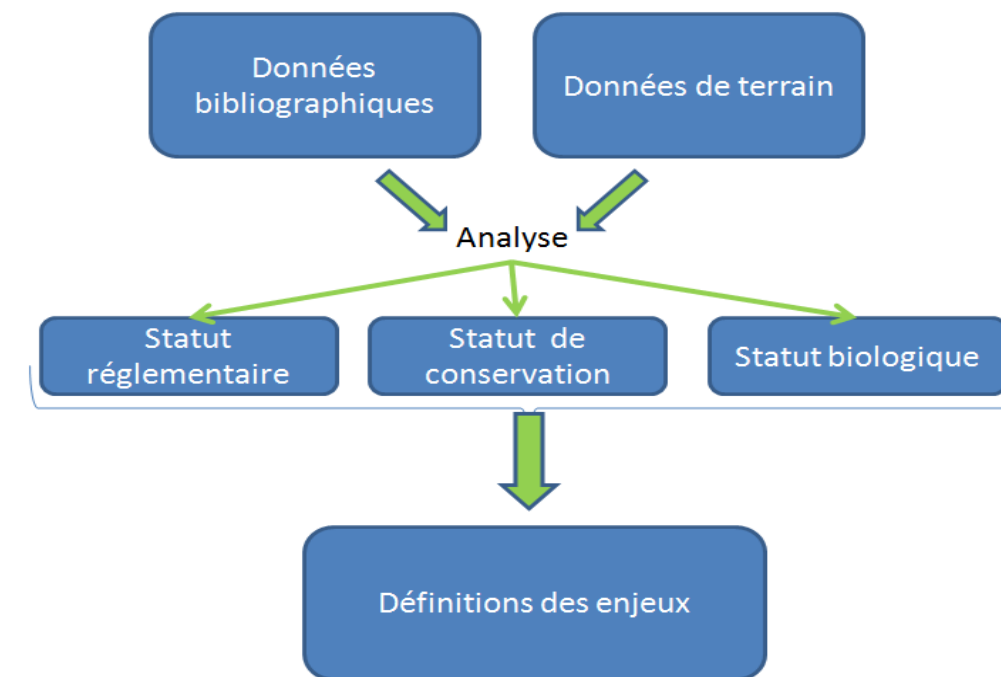 Données
bibliographiques
Données de terrain
Analyse
Statut
réglementaire
Statut de
conservation
Statut biologique
Définitions des enjeux